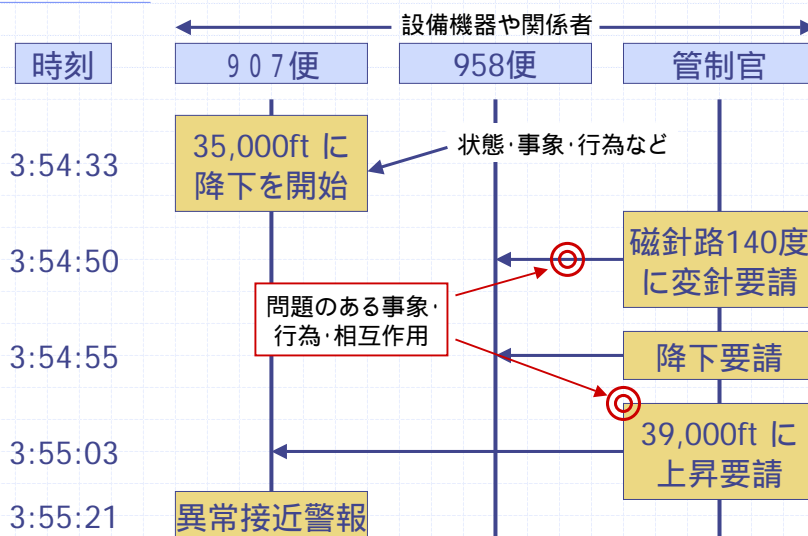 設備機器や関係者
時刻
907便
958便
管制官
3:54:33
35,000ft に
降下を開始
状態・事象・行為など
3:54:50
磁針路140度
に変針要請
問題のある事象・
行為・相互作用
3:54:55
降下要請
3:55:03
39,000ft に
上昇要請
3:55:21
異常接近警報